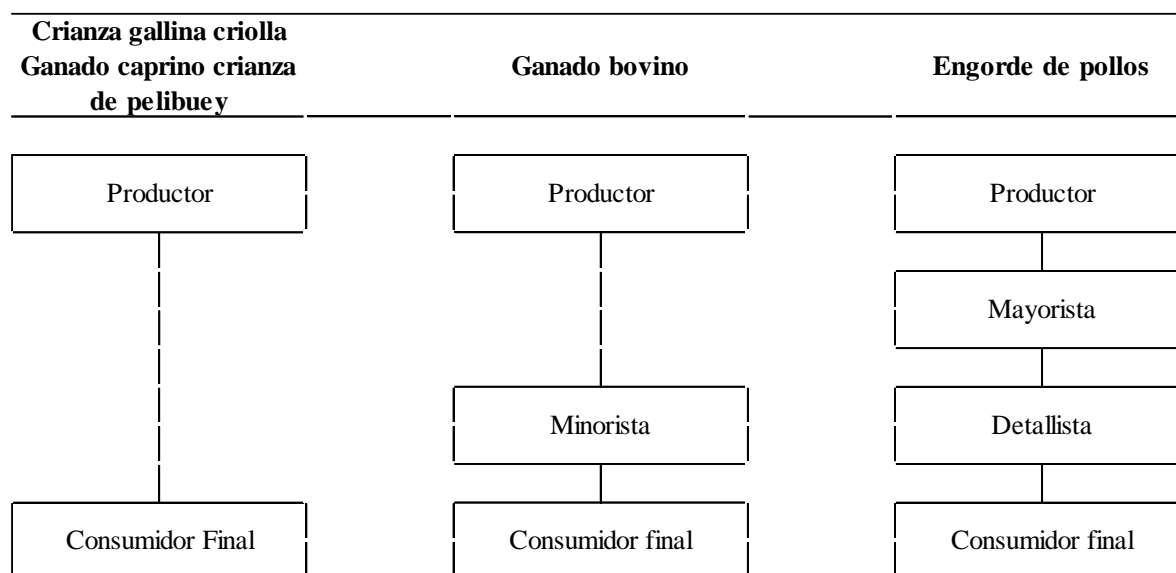 Crianza gallina criolla
Ganado caprino crianza
de pelibuey
Ganado bovino
Engorde de pollos
Productor
Productor
Productor
Mayorista
Minorista
Detallista
Consumidor Final
Consumidor final
Consumidor final